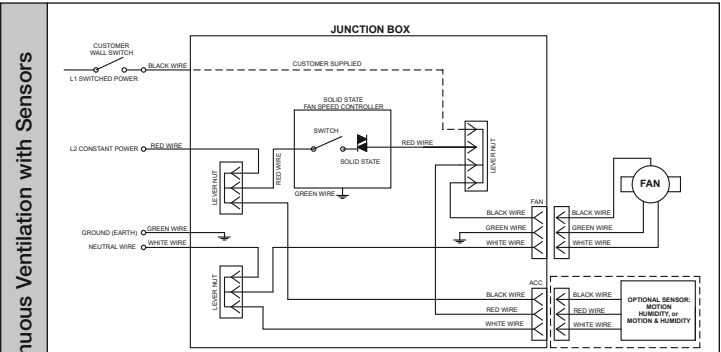 nuous Ventilation with Sensors
JUNCTION BOX
CUSTOMER
WALL SWITCH
BLACK WIRE
CUSTOMER SUPPLIED
L1 SWITCHED POWER
SOLID STATE
FAN SPEED CONTROLLER
SWITCH
RED WIRE
SOLID STATE
LEVER NUT
L2 CONSTANT POWER
RED WIRE
LEVER NUT
RED WIRE
GREEN WIRE
FAN
FAN
BLACK WIRE
BLACK WIRE
GROUND (EARTH)
GREEN WIRE
GREEN WIRE
GREEN WIRE
NEUTRAL WIRE
WHITE WIRE
WHITE WIRE
WHITE WIRE
LEVER NUT
ACC
BLACK WIRE
BLACK WIRE
RED WIRE
RED WIRE
WHITE WIRE
WHITE WIRE
OPTIONAL SENSOR:
MOTION
HUMIDITY, or
MOTION & HUMIDITY